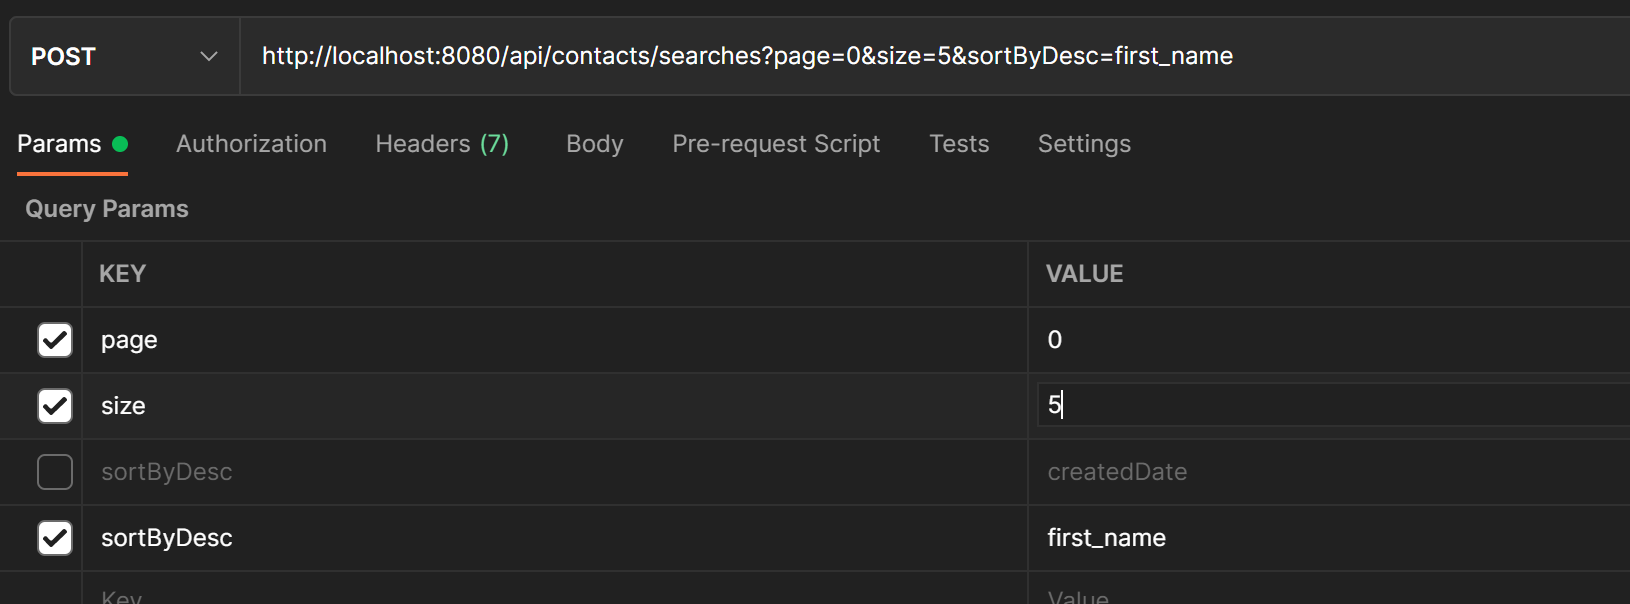 POST http://localhost:8080/api/contacts/searches?page=0&size=5&sortByDesc=first_name
Params Authorization Headers (7) Body Pre-request Script Tests Settings
Query Params
KEY VALUE
page 0
size 5
sortByDesc createdDate
sortByDesc first_name
Key Value